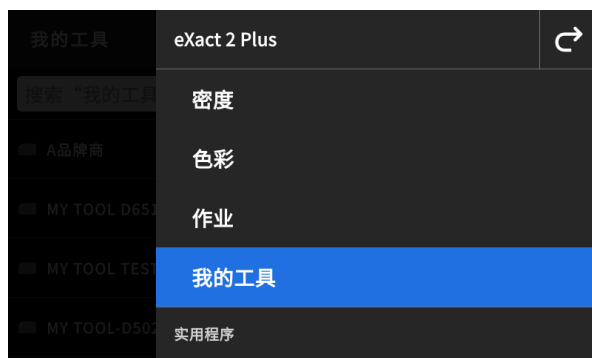 我的工具
eXact 2 Plus
搜索“我的工具
密度
A品牌商
色彩
MY TOOL D651
作业
MY TOOL TEST
我的工具
MY TOOL-D502
实用程序